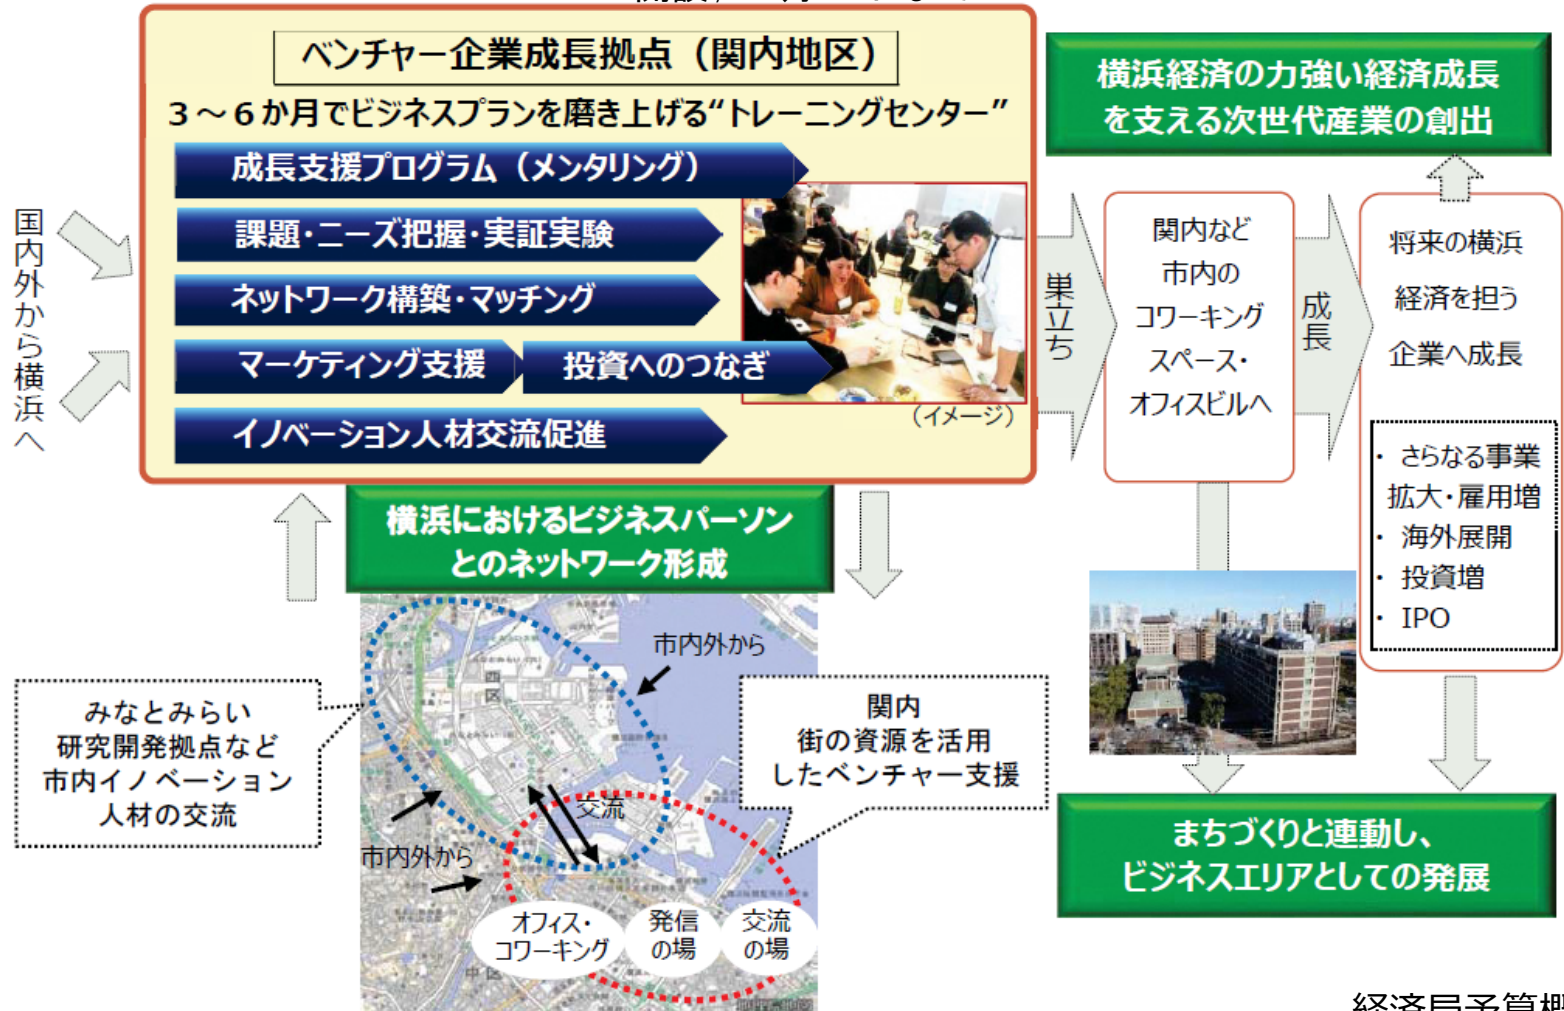 ベンチャー企業成長拠点（関内地区）
３～６か月でビジネスプランを磨き上げる“トレーニングセンター”
成長支援プログラム（メンタリング）
課題・ニーズ把握・実証実験
ネットワーク構築・マッチング
マーケティング支援
投資へのつなぎ
イノベーション人材交流促進
（イメージ）
国内外から横浜へ
巣立ち
関内など
市内の
コワーキング
スペース・
オフィスビルへ
成長
横浜経済の力強い経済成長
を支える次世代産業の創出
将来の横浜
経済を担う
企業へ成長
・ さらなる事業
拡大・雇用増
・ 海外展開
・ 投資増
・ IPO
横浜におけるビジネスパーソン
とのネットワーク形成
市内外から
みなとみらい
研究開発拠点など
市内イノベーション
人材の交流
関内
街の資源を活用
したベンチャー支援
交流
市内外から
オフィス・
コワーキング
発信
の場
交流
の場
西区
中区
まちづくりと連動し、
ビジネスエリアとしての発展
経済局予算概